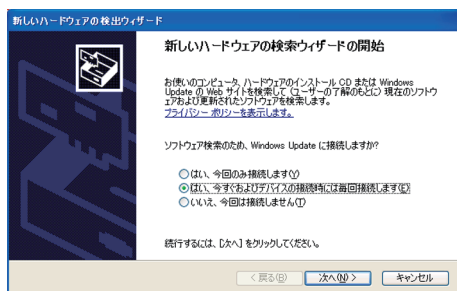 新しいハードウェアの検出ウィザード
新しいハードウェアの検索ウィザードの開始
お使いのコンピュータ、ハードウェアのインストール CD または Windows
Update の Web サイトを検索して（ユーザーの了解のもとに）現在のソフトウ
ェアおよび更新されたソフトウェアを検索します。
プライバシー ポリシーを表示します。
ソフトウェア検索のため、Windows Update に接続しますか?
はい、今回のみ接続します(Y)
はい、今すぐおよびデバイスの接続時には毎回接続します(E)
いいえ、今回は接続しません(T)
続行するには、[次へ] をクリックしてください。
< 戻る(B) 次へ(N) > キャンセル